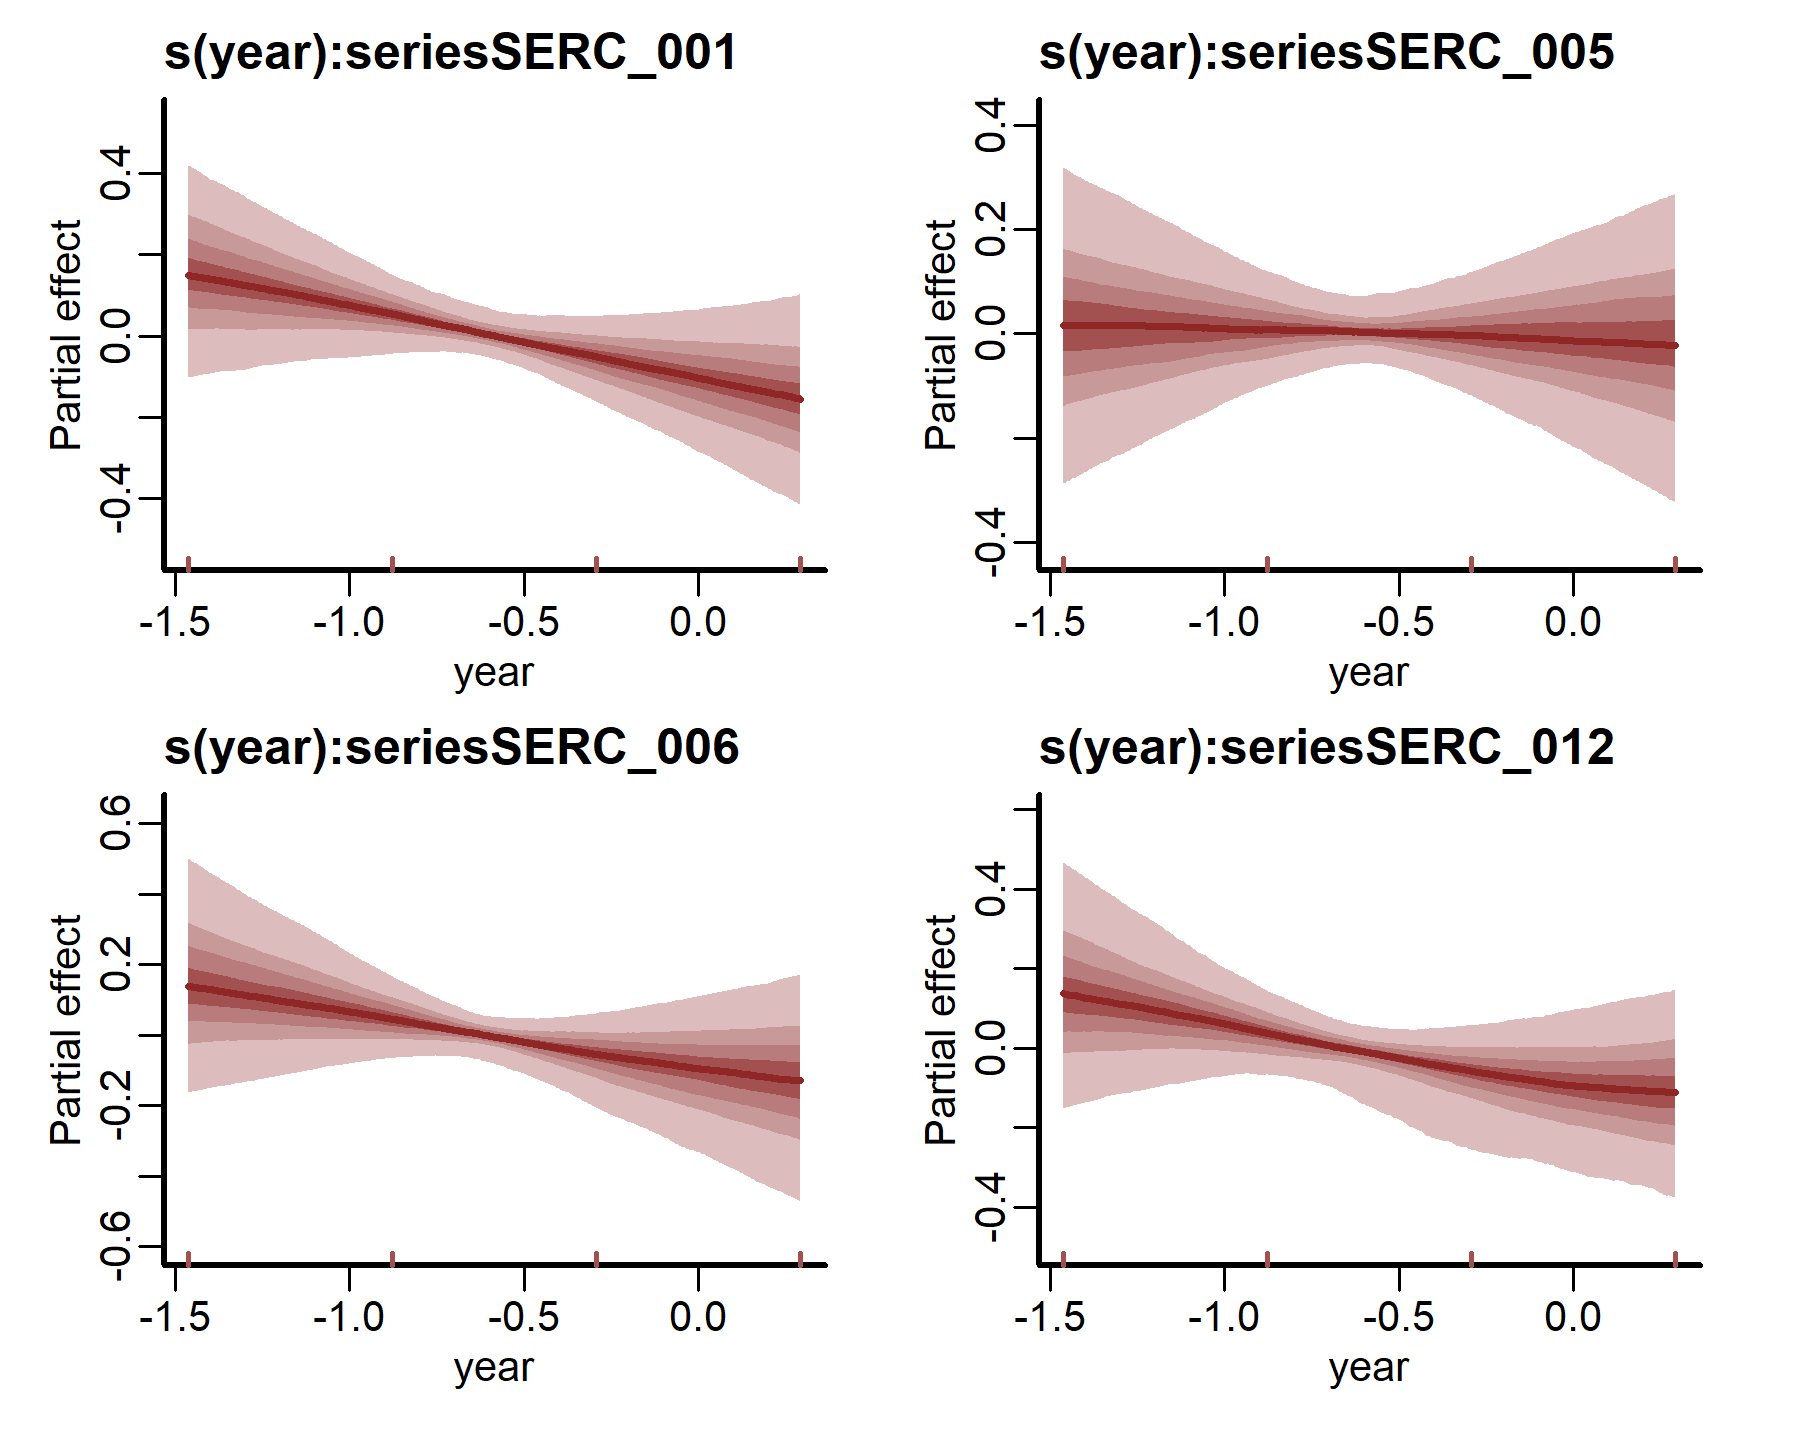 s(year):seriesSERC_001
Partial effect
0.4
0.0
-0.4
-1.5 -1.0 -0.5 0.0
year
s(year):seriesSERC_005
Partial effect
0.4
0.2
0.0
-0.4
-1.5 -1.0 -0.5 0.0
year
s(year):seriesSERC_006
Partial effect
0.6
0.2
-0.2
-0.6
-1.5 -1.0 -0.5 0.0
year
s(year):seriesSERC_012
Partial effect
0.4
0.0
-0.4
-1.5 -1.0 -0.5 0.0
year